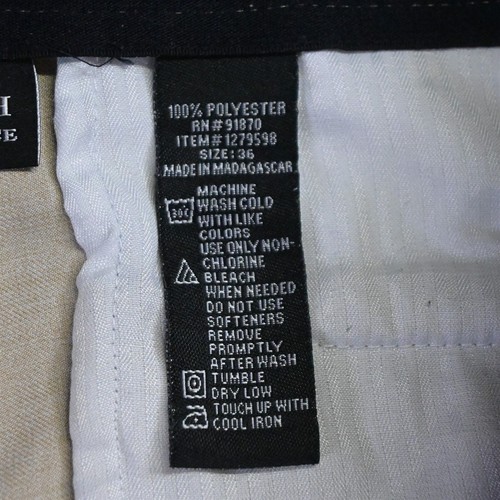 100% POLYESTER
RN# 91870
ITEM# 1279598
SIZE: 36
MADE IN MADAGASCAR
MACHINE
WASH COLD
WITH LIKE
COLORS
USE ONLY NON-
CHLORINE
BLEACH
WHEN NEEDED
DO NOT USE
SOFTENERS
REMOVE
PROMPTLY
AFTER WASH
TUMBLE
DRY LOW
TOUCH UP WITH
COOL IRON